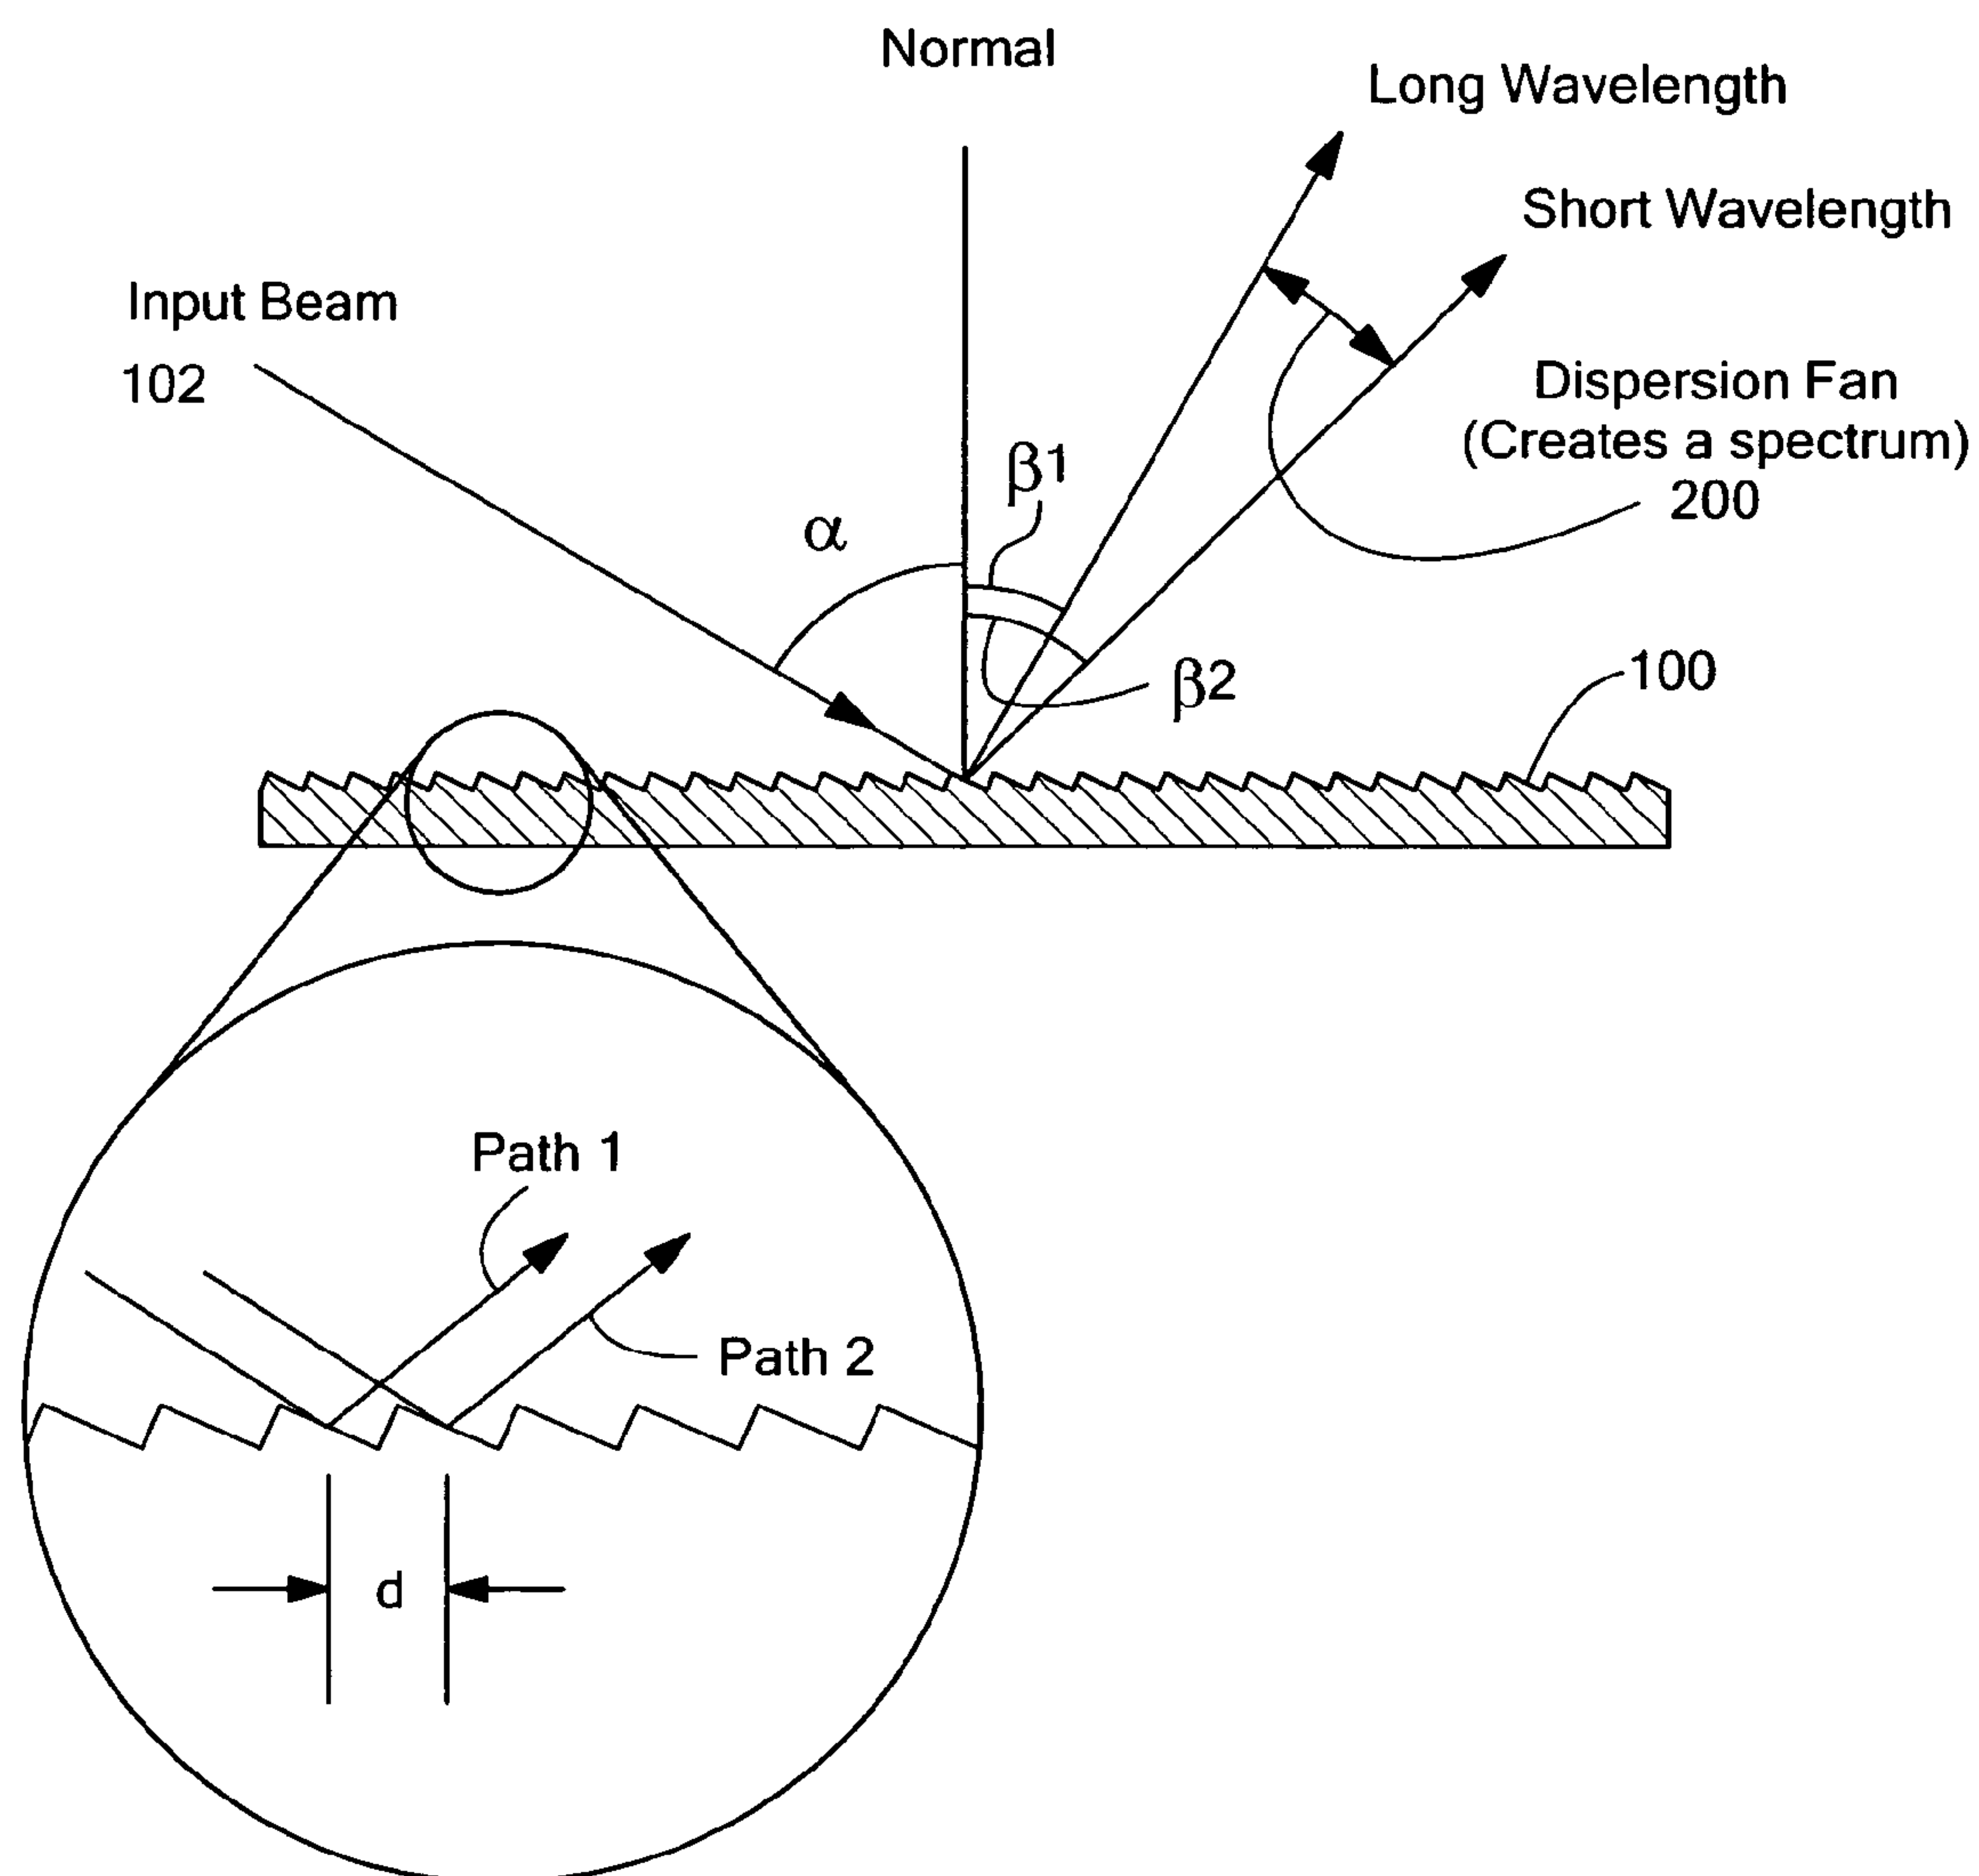 Normal
Long Wavelength
Short Wavelength
Input Beam
102
Dispersion Fan
(Creates a spectrum)
200
β1
α
β2
100
Path 1
Path 2
d